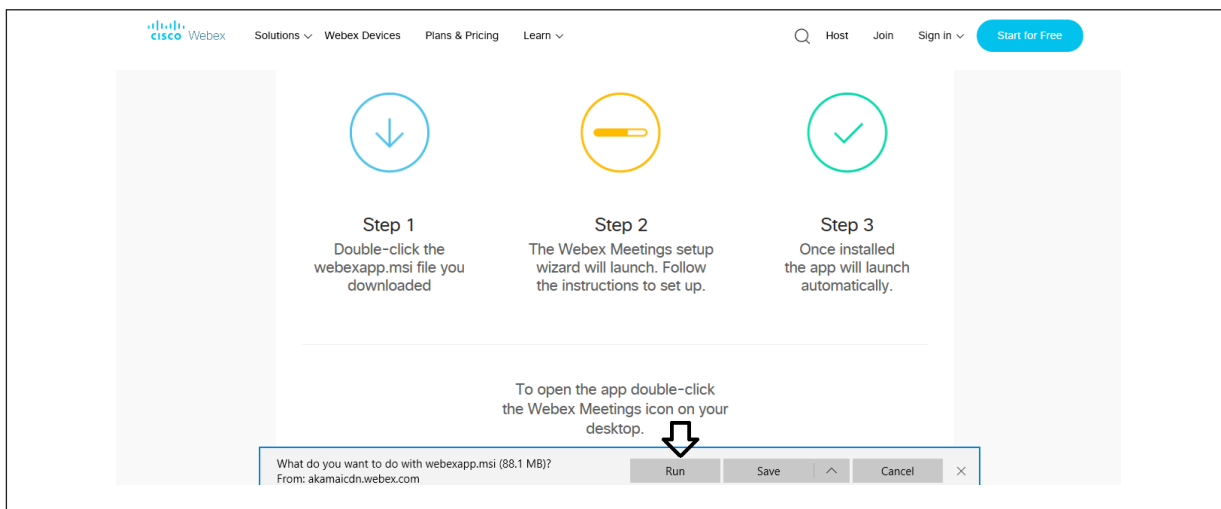 CISCO Webex Solutions Webex Devices Plans & Pricing Learn Host Join Sign in Start for Free
Step 1
Double-click the
webexapp.msi file you
downloaded
Step 2
The Webex Meetings setup
wizard will launch. Follow
the instructions to set up.
Step 3
Once installed
the app will launch
automatically.
To open the app double-click
the Webex Meetings icon on your
desktop.
What do you want to do with webexapp.msi (88.1 MB)?
From: akamaicdn.webex.com
Run Save Cancel